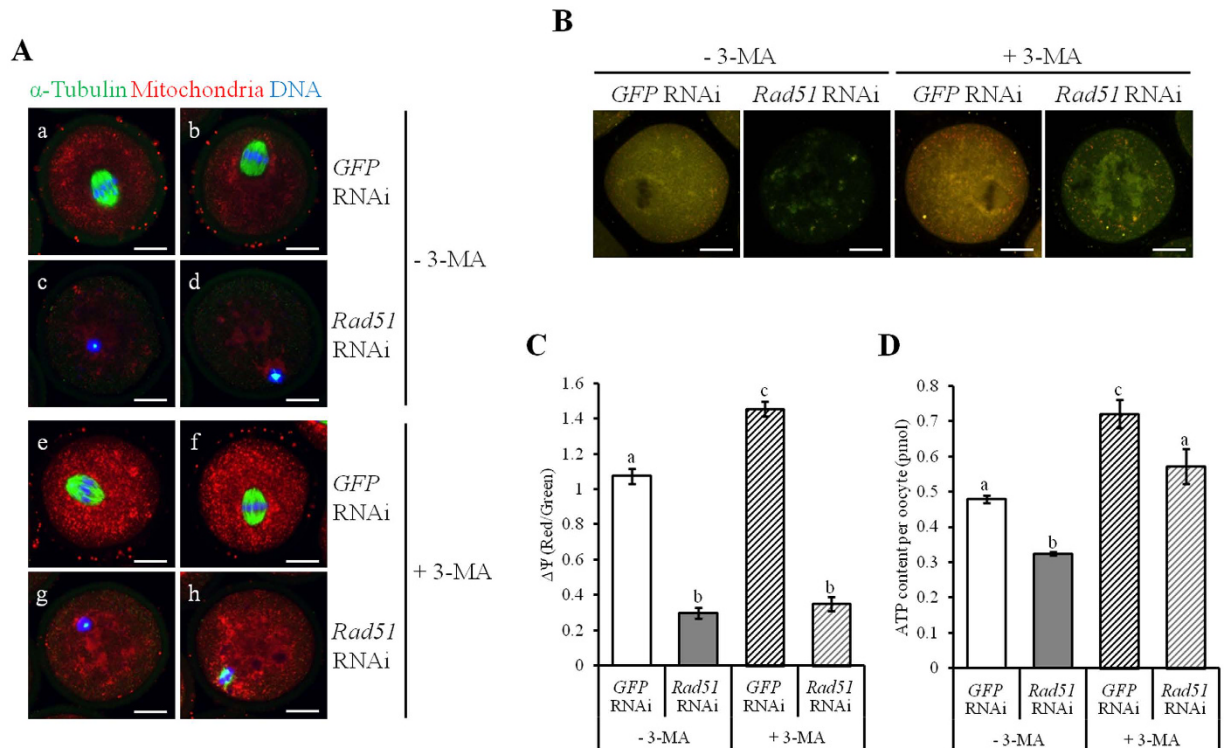 A
α-Tubulin Mitochondria DNA
a
b
GFP
RNAi
c
d
Rad51
RNAi
- 3-MA
e
f
GFP
RNAi
g
h
Rad51
RNAi
+ 3-MA
B
- 3-MA
+ 3-MA
GFP RNAi
Rad51 RNAi
GFP RNAi
Rad51 RNAi
C
ΔΨ (Red/Green)
1.6
1.4
1.2
1
0.8
0.6
0.4
0.2
0
a
b
c
b
GFP
RNAi
Rad51
RNAi
GFP
RNAi
Rad51
RNAi
- 3-MA
+ 3-MA
D
ATP content per oocyte (pmol)
0.8
0.7
0.6
0.5
0.4
0.3
0.2
0.1
0
a
b
c
a
GFP
RNAi
Rad51
RNAi
GFP
RNAi
Rad51
RNAi
- 3-MA
+ 3-MA